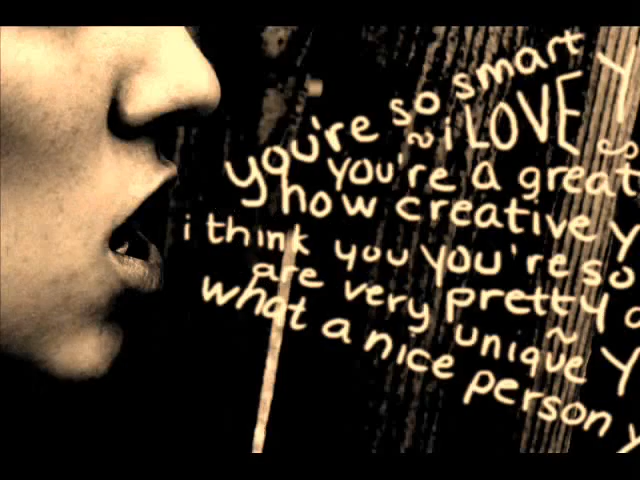 you're so smart y
~ i LOVE
you're a great
how creative y
i think you you're so
are very pretty
what a nice person y
~ unique y